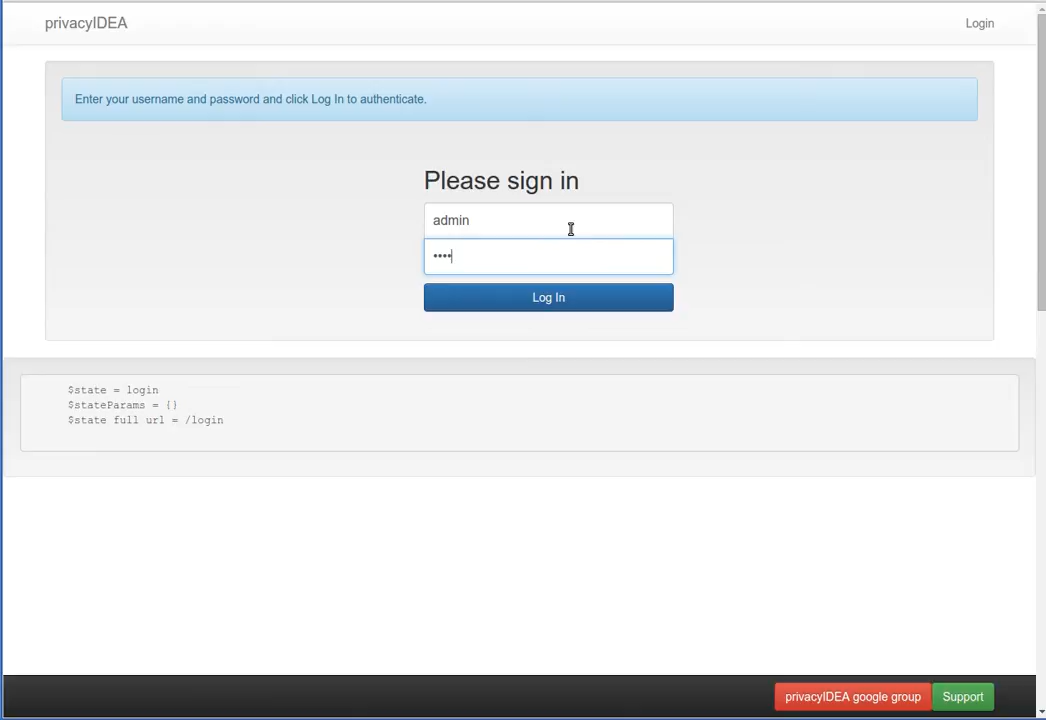 privacyIDEA
Login
Enter your username and password and click Log In to authenticate.
Please sign in
admin
••••
Log In
$state = login
$stateParams = {}
$state full url = /login
privacyIDEA google group
Support